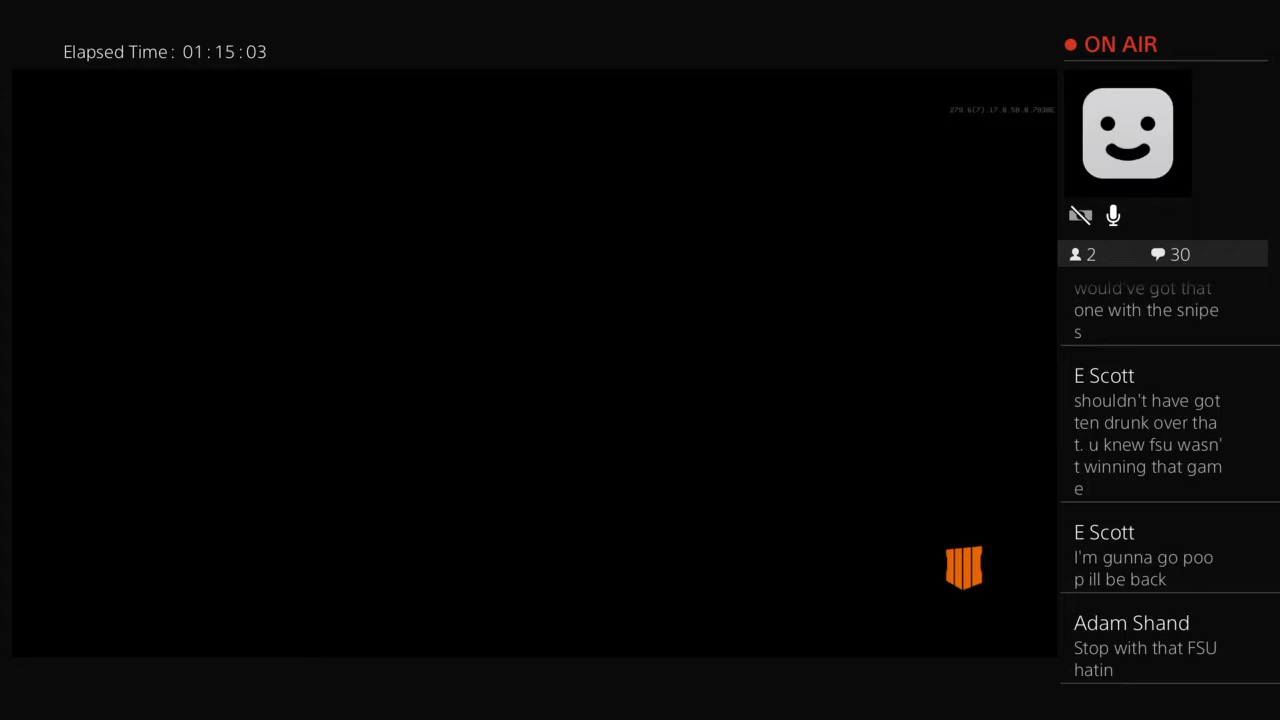 Elapsed Time: 01:15:03
ON AIR
2 30
would've got that
one with the snipe
s
E Scott
shouldn't have got
ten drunk over tha
t. u knew fsu wasn'
t winning that gam
e
E Scott
I'm gunna go poo
p ill be back
Adam Shand
Stop with that FSU
hatin